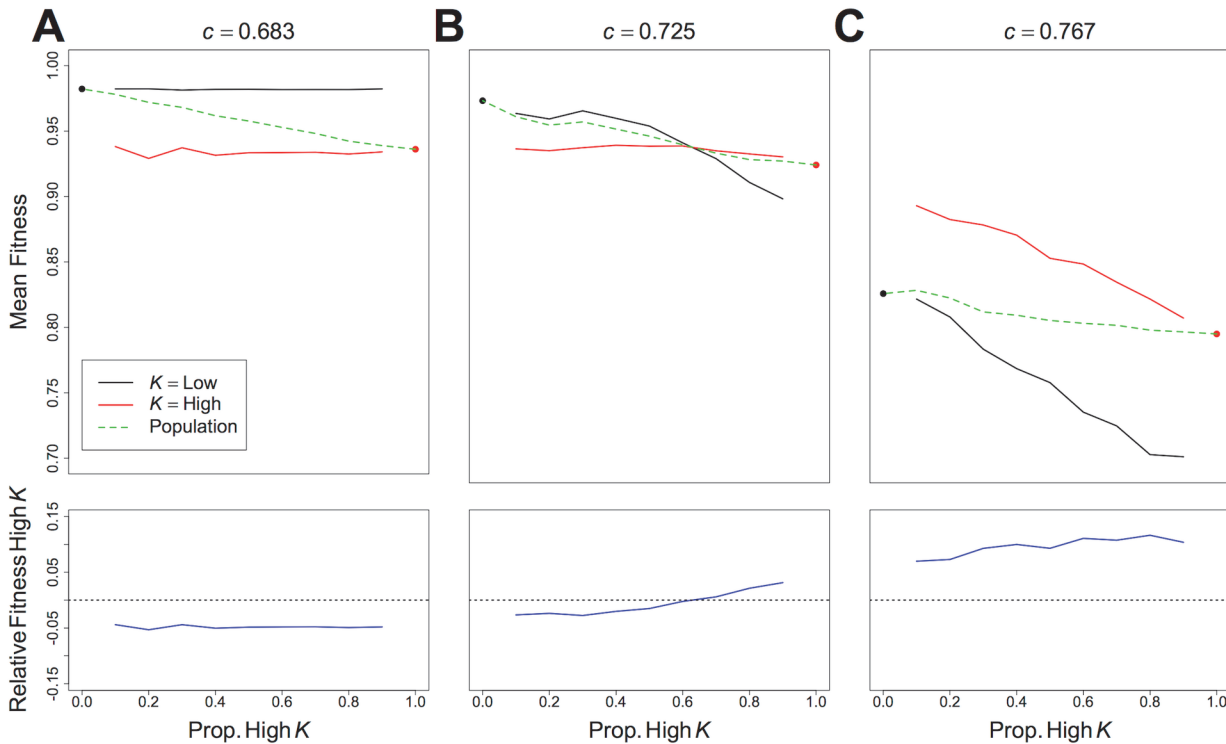 A
c = 0.683
B
c = 0.725
C
c = 0.767
Mean Fitness
1.00
0.95
0.90
0.85
0.80
0.75
0.70
K = Low
K = High
Population
Relative Fitness High K
0.15
0.05
-0.05
-0.15
0.0 0.2 0.4 0.6 0.8 1.0
0.0 0.2 0.4 0.6 0.8 1.0
0.0 0.2 0.4 0.6 0.8 1.0
Prop. High K
Prop. High K
Prop. High K